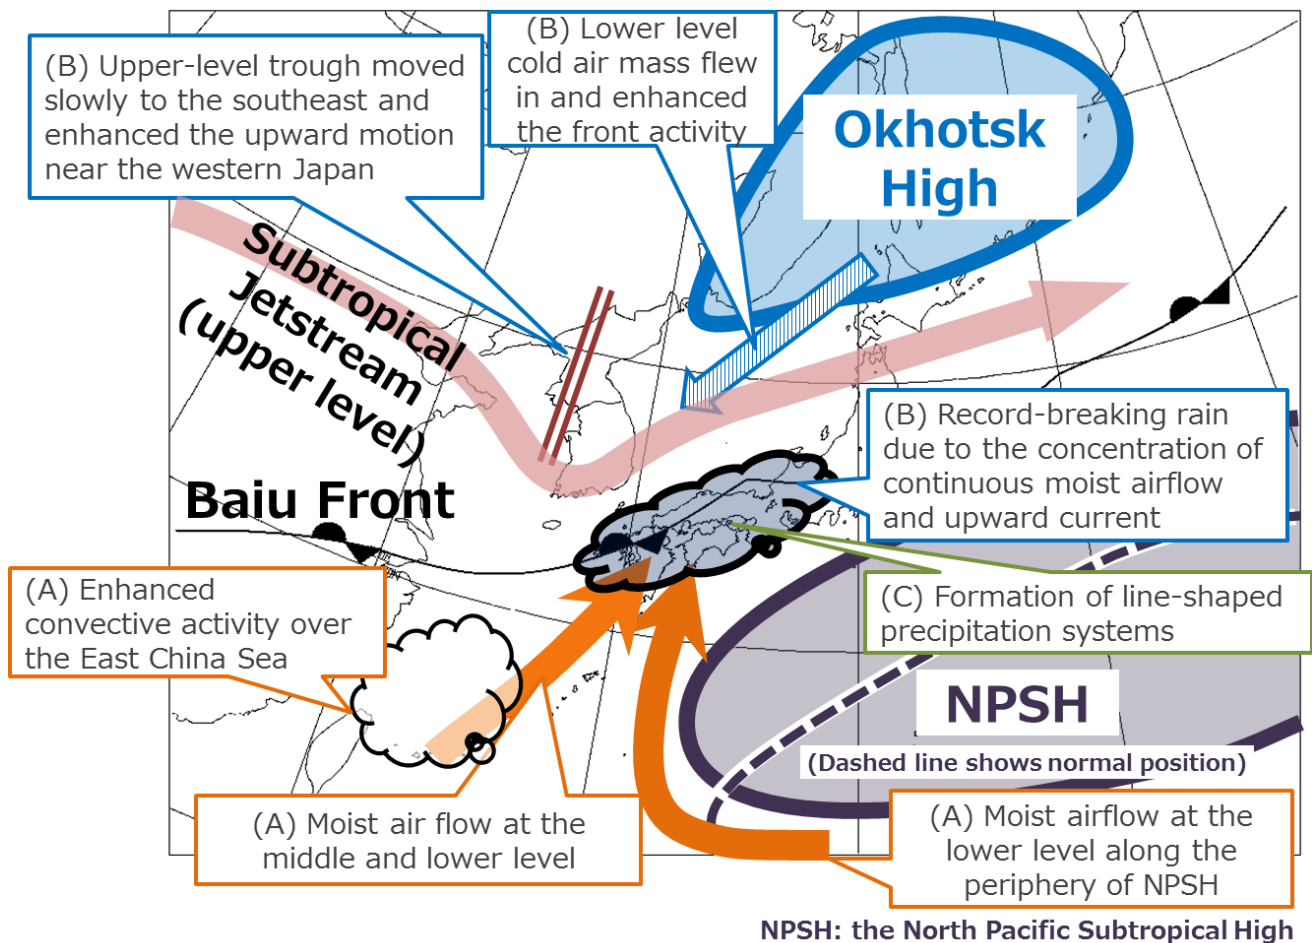 (B) Upper-level trough moved
slowly to the southeast and
enhanced the upward motion
near the western Japan
(B) Lower level
cold air mass flew
in and enhanced
the front activity
Okhotsk
High
Subtropical
Jetstream
(upper level)
Baiu Front
(B) Record-breaking rain
due to the concentration of
continuous moist airflow
and upward current
(A) Enhanced
convective activity over
the East China Sea
(C) Formation of line-shaped
precipitation systems
NPSH
(Dashed line shows normal position)
(A) Moist air flow at the
middle and lower level
(A) Moist airflow at the
lower level along the
periphery of NPSH
NPSH: the North Pacific Subtropical High